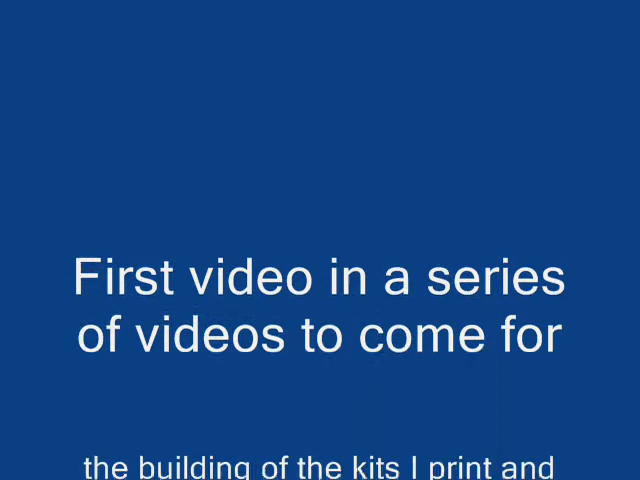 First video in a series
of videos to come for
the building of the kits I print and